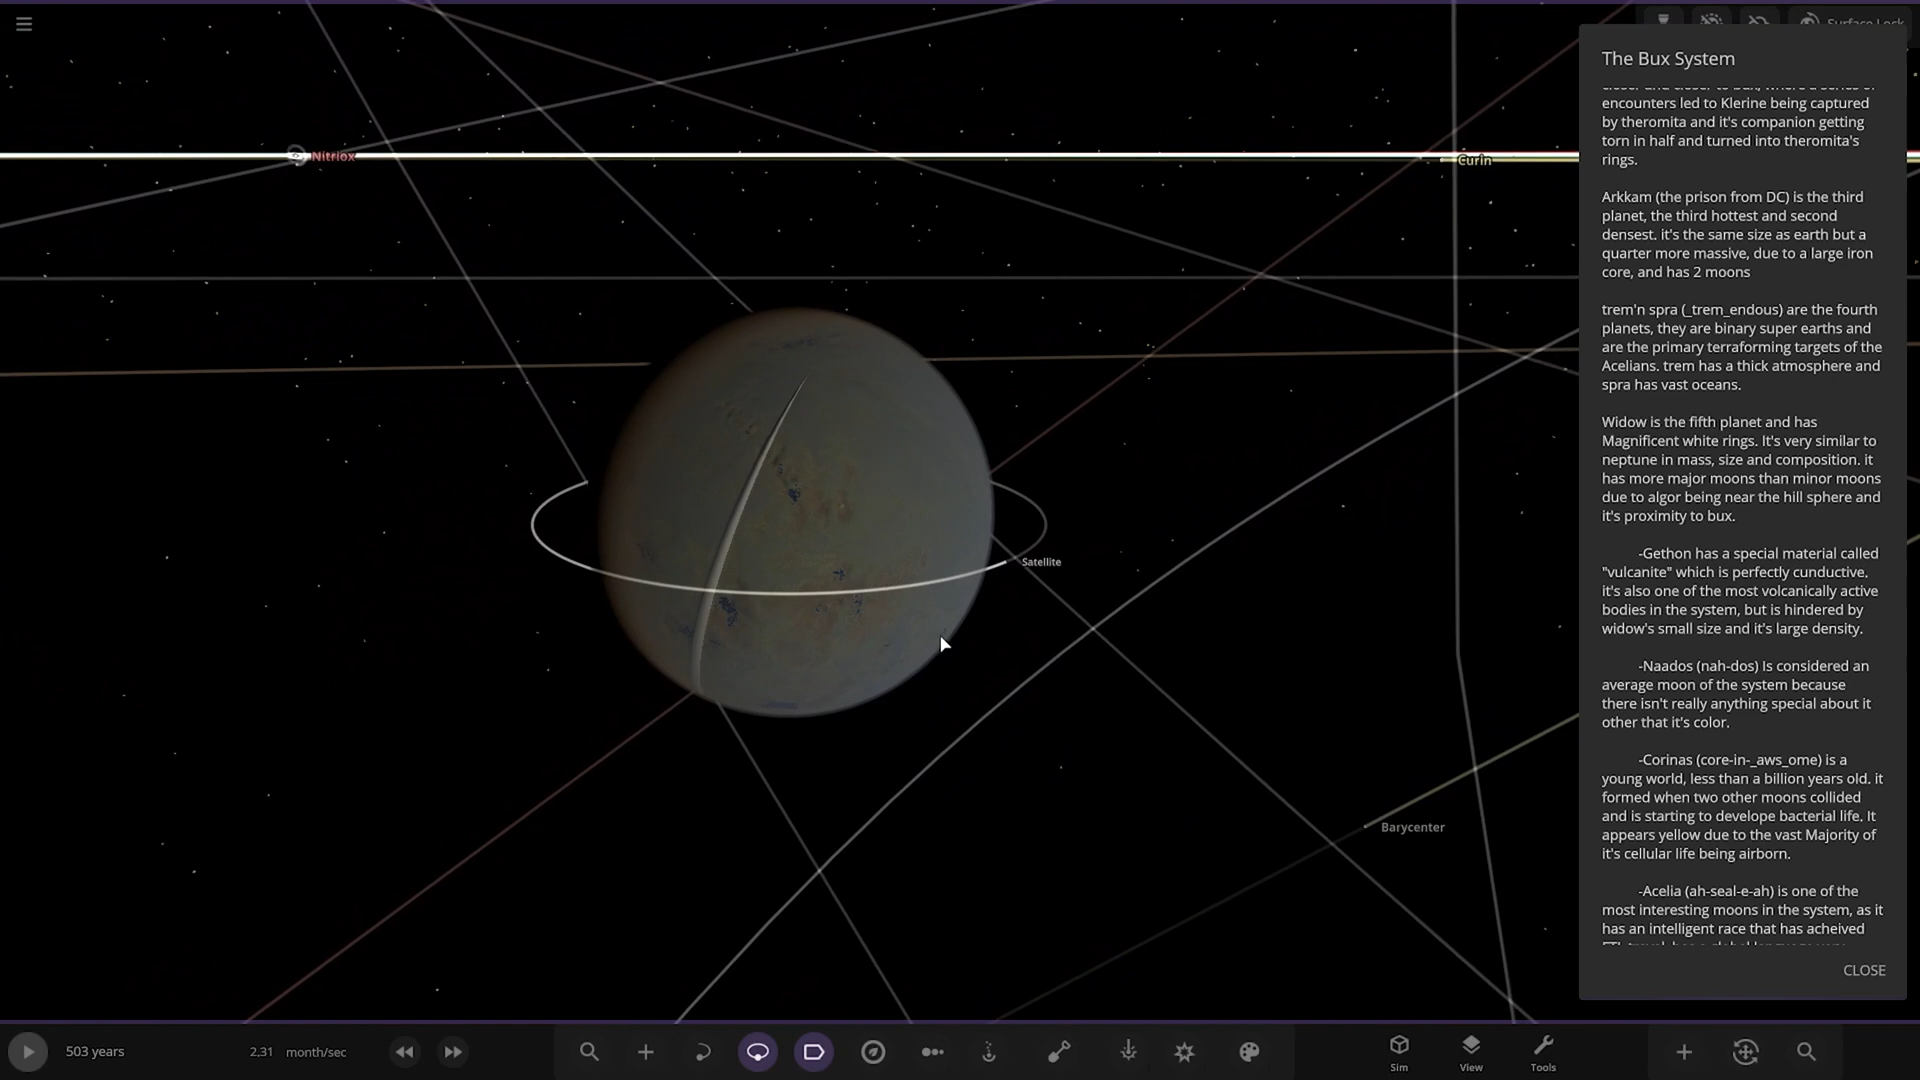 Surface Lock
The Bux System
encounters led to Klerine being captured
by theromita and it's companion getting
torn in half and turned into theromita's
rings.
Arkkam (the prison from DC) is the third
planet, the third hottest and second
densest. it's the same size as earth but a
quarter more massive, due to a large iron
core, and has 2 moons
trem'n spra (_trem_endous) are the fourth
planets, they are binary super earths and
are the primary terraforming targets of the
Acelians. trem has a thick atmosphere and
spra has vast oceans.
Widow is the fifth planet and has
Magnificent white rings. It's very similar to
neptune in mass, size and composition. it
has more major moons than minor moons
due to algor being near the hill sphere and
it's proximity to bux.
-Gethon has a special material called
"vulcanite" which is perfectly cunductive.
it's also one of the most volcanically active
bodies in the system, but is hindered by
widow's small size and it's large density.
-Naados (nah-dos) Is considered an
average moon of the system because
there isn't really anything special about it
other that it's color.
-Corinas (core-in-_aws_ome) is a
young world, less than a billion years old. it
formed when two other moons collided
and is starting to develope bacterial life. It
appears yellow due to the vast Majority of
it's cellular life being airborn.
-Acelia (ah-seal-e-ah) is one of the
most interesting moons in the system, as it
has an intelligent race that has acheived
CLOSE
Nitriox
Curin
Satellite
Barycenter
503 years
2.31 month/sec
Sim
View
Tools